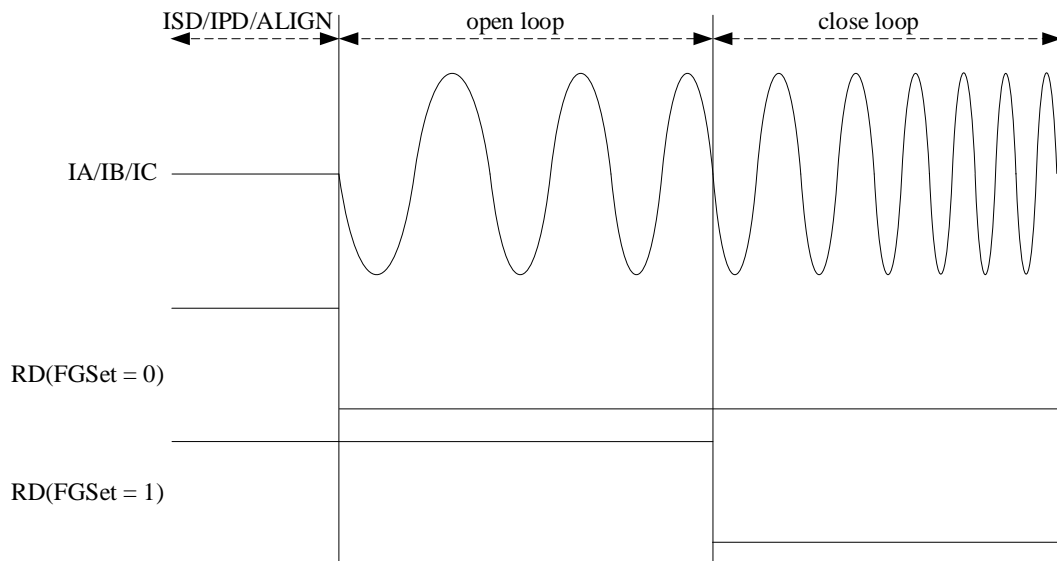 ISD/IPD/ALIGN
open loop
close loop
IA/IB/IC
RD(FGSet = 0)
RD(FGSet = 1)